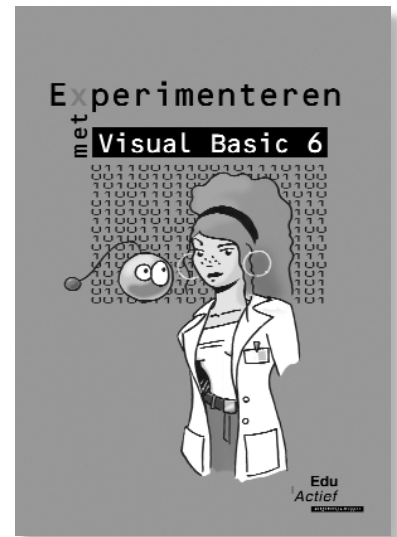 Experimenteren
met
Visual Basic 6
Edu
'Actief